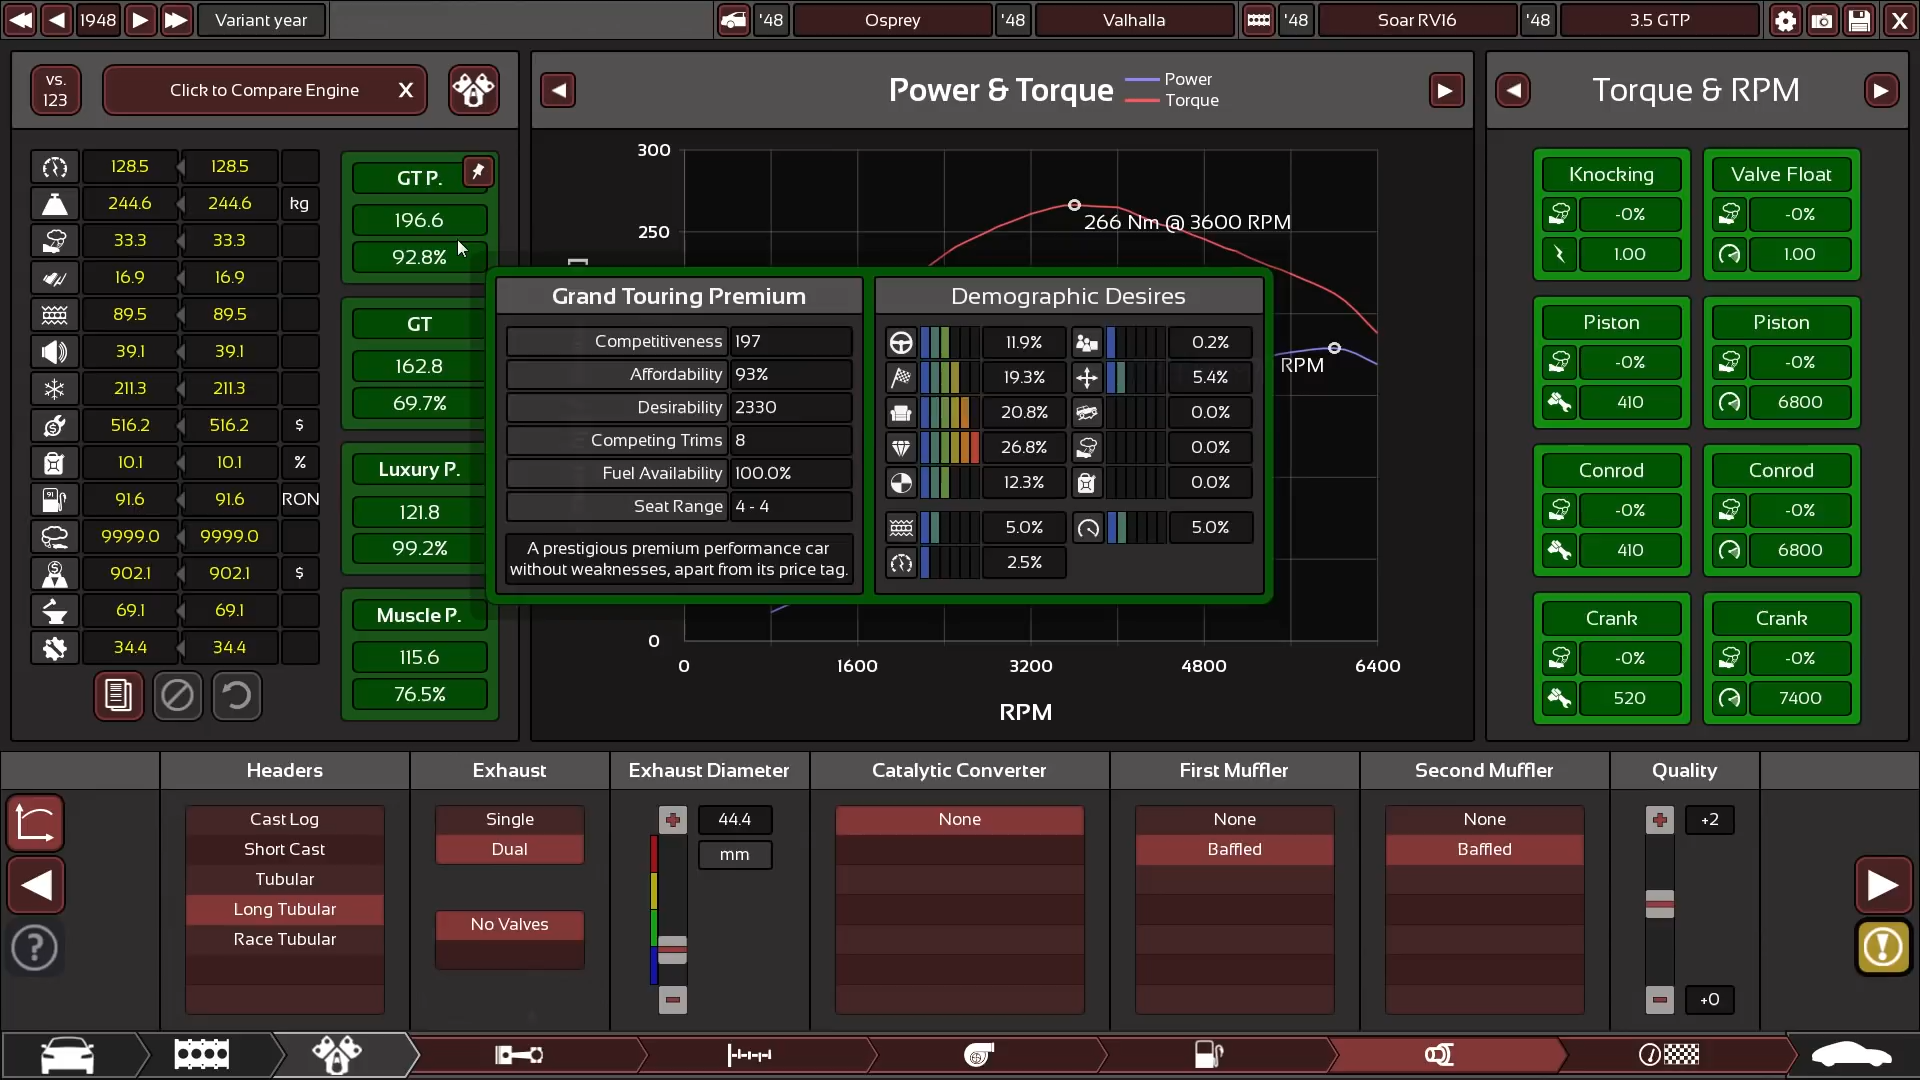 1948
Variant year
'48
Osprey
'48
Valhalla
'48
Soar RV16
'48
3.5 GTP
X
vs.
123
Click to Compare Engine
X
128.5 128.5
244.6 244.6 kg
33.3 33.3
16.9 16.9
89.5 89.5
39.1 39.1
211.3 211.3
516.2 516.2 $
10.1 10.1 %
91.6 91.6 RON
9999.0 9999.0
902.1 902.1 $
69.1 69.1
34.4 34.4
GT P.
196.6
92.8%
GT
162.8
69.7%
Luxury P.
121.8
99.2%
Muscle P.
115.6
76.5%
Power & Torque
Power
Torque
300
250
0
266 Nm @ 3600 RPM
RPM
0 1600 3200 4800 6400
RPM
Grand Touring Premium
Competitiveness 197
Affordability 93%
Desirability 2330
Competing Trims 8
Fuel Availability 100.0%
Seat Range 4 - 4
A prestigious premium performance car
without weaknesses, apart from its price tag.
Demographic Desires
11.9% 0.2%
19.3% 5.4%
20.8% 0.0%
26.8% 0.0%
12.3% 0.0%
5.0% 5.0%
2.5%
Torque & RPM
Knocking
-0%
1.00
Valve Float
-0%
1.00
Piston
-0%
410
Piston
-0%
6800
Conrod
-0%
410
Conrod
-0%
6800
Crank
-0%
520
Crank
-0%
7400
Headers
Cast Log
Short Cast
Tubular
Long Tubular
Race Tubular
Exhaust
Single
Dual
No Valves
Exhaust Diameter
44.4
mm
Catalytic Converter
None
First Muffler
None
Baffled
Second Muffler
None
Baffled
Quality
+2
+0
?